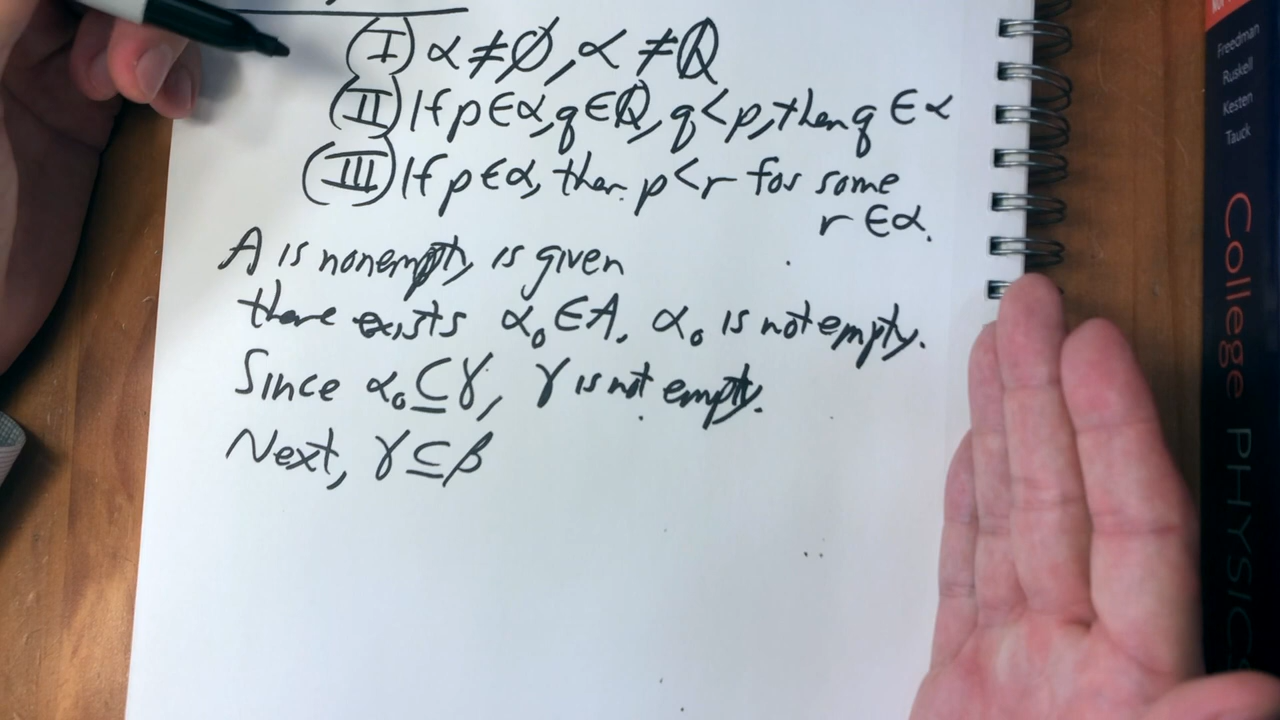 (I) α ≠ ∅, α ≠ ℚ
(II) If p ∈ α, q ∈ ℚ, q < p, then q ∈ α
(III) If p ∈ α, then p < r for some
r ∈ α.
A is nonempty is given
there exists α₀ ∈ A. α₀ is not empty.
Since α₀ ⊆ γ, γ is not empty.
Next, γ ⊆ β
Freedman
Ruskell
Kesten
Tauck
College PHYSICS